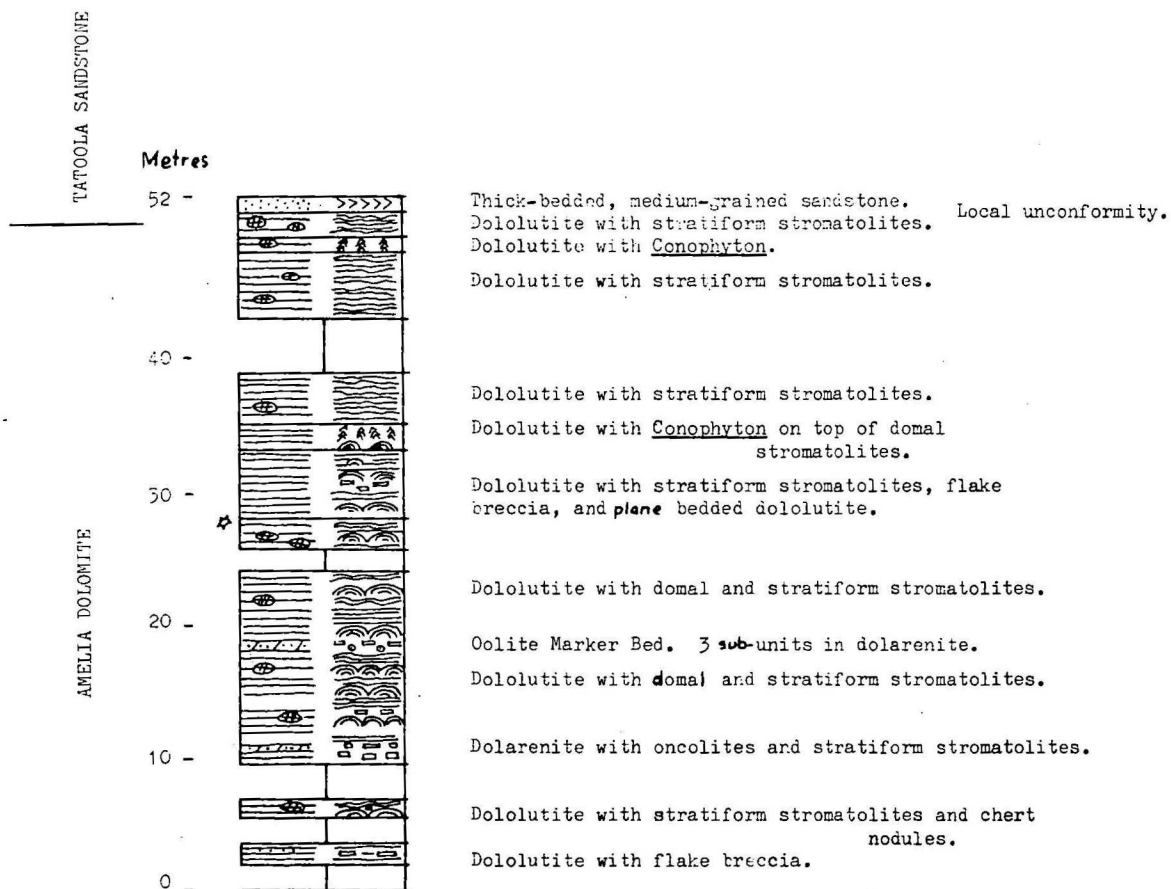 TATOOLA SANDSTONE
Metres
52 -
Thick-bedded, medium-grained sandstone.
Local unconformity.
Dololutite with stratiform stromatolites.
Dololutite with Conophyton.
Dololutite with stratiform stromatolites.
40 -
Dololutite with stratiform stromatolites.
Dololutite with Conophyton on top of domal
stromatolites.
30 -
Dololutite with stratiform stromatolites, flake
breccia, and plane bedded dololutite.
AMELIA DOLOMITE
Dololutite with domal and stratiform stromatolites.
20 -
Oolite Marker Bed. 3 sub-units in dolarenite.
Dololutite with domal and stratiform stromatolites.
10 -
Dolarenite with oncolites and stratiform stromatolites.
Dololutite with stratiform stromatolites and chert
nodules.
Dololutite with flake breccia.
0